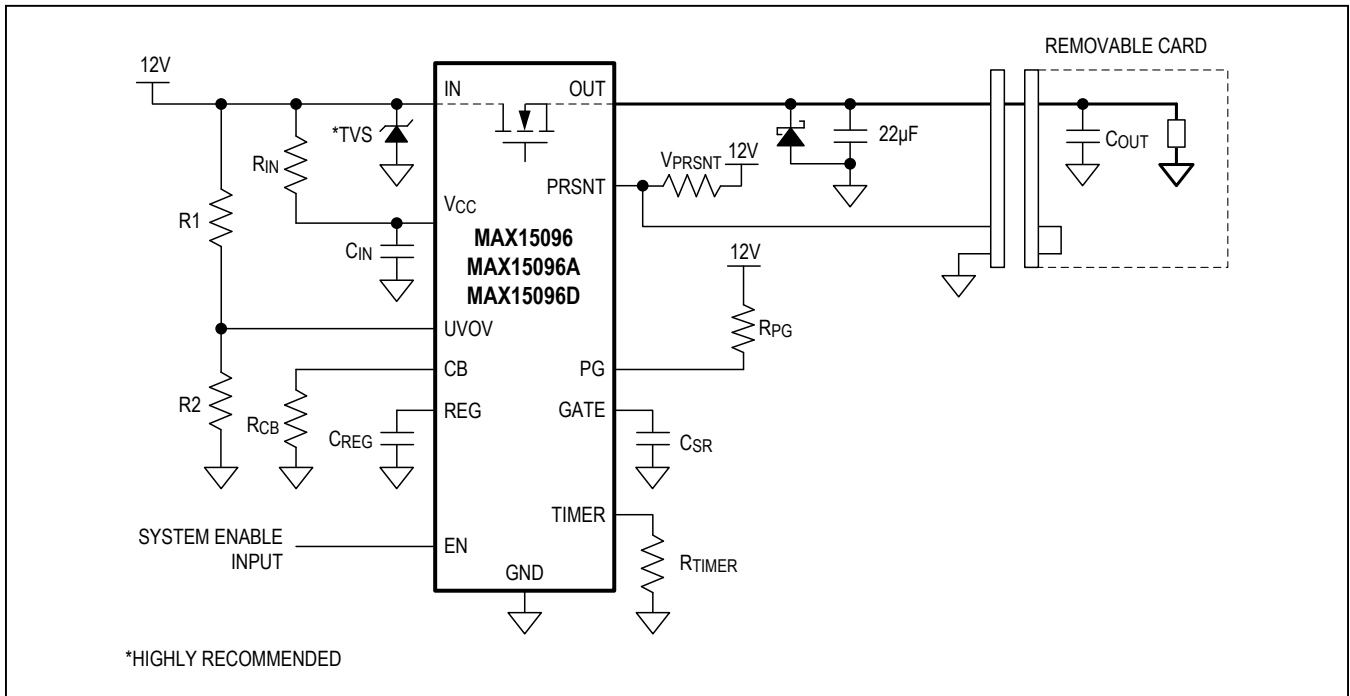 REMOVABLE CARD
12V
IN
OUT
*TVS
22µF
COUT
RIN
VPRSNT
12V
PRSNT
R1
VCC
CIN
MAX15096
MAX15096A
MAX15096D
12V
RPG
UVOV
CB
PG
R2
RCB
REG
GATE
CREG
CSR
TIMER
SYSTEM ENABLE
INPUT
EN
RTIMER
GND
*HIGHLY RECOMMENDED